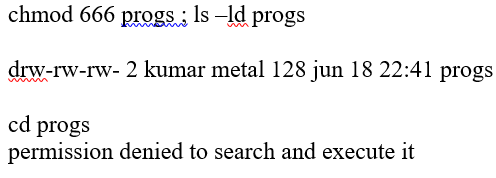 chmod 666 progs ; ls –ld progs
drw-rw-rw- 2 kumar metal 128 jun 18 22:41 progs
cd progs
permission denied to search and execute it